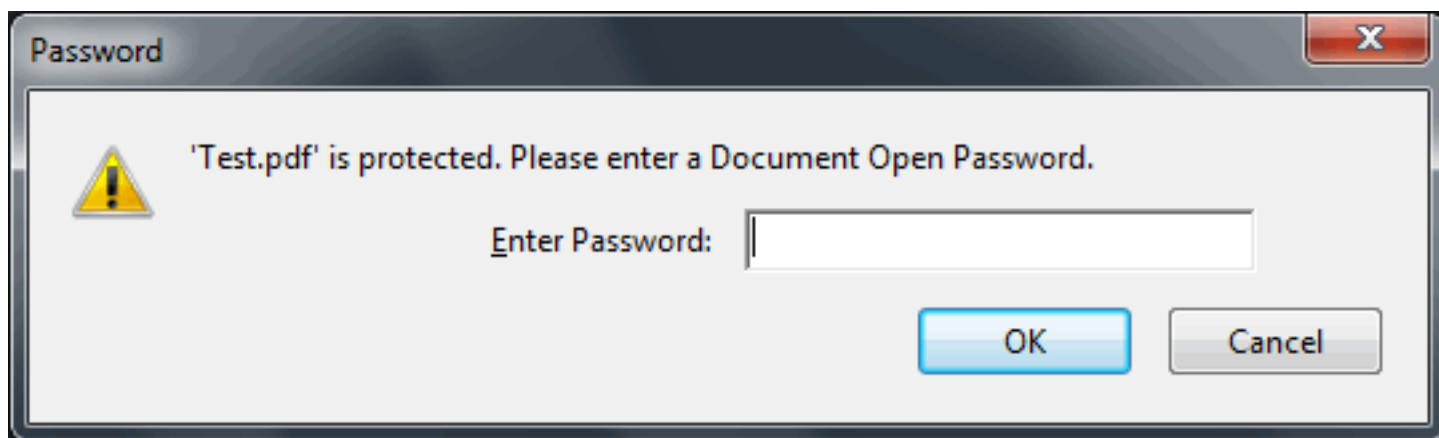 Password
'Test.pdf' is protected. Please enter a Document Open Password.
Enter Password:
OK
Cancel